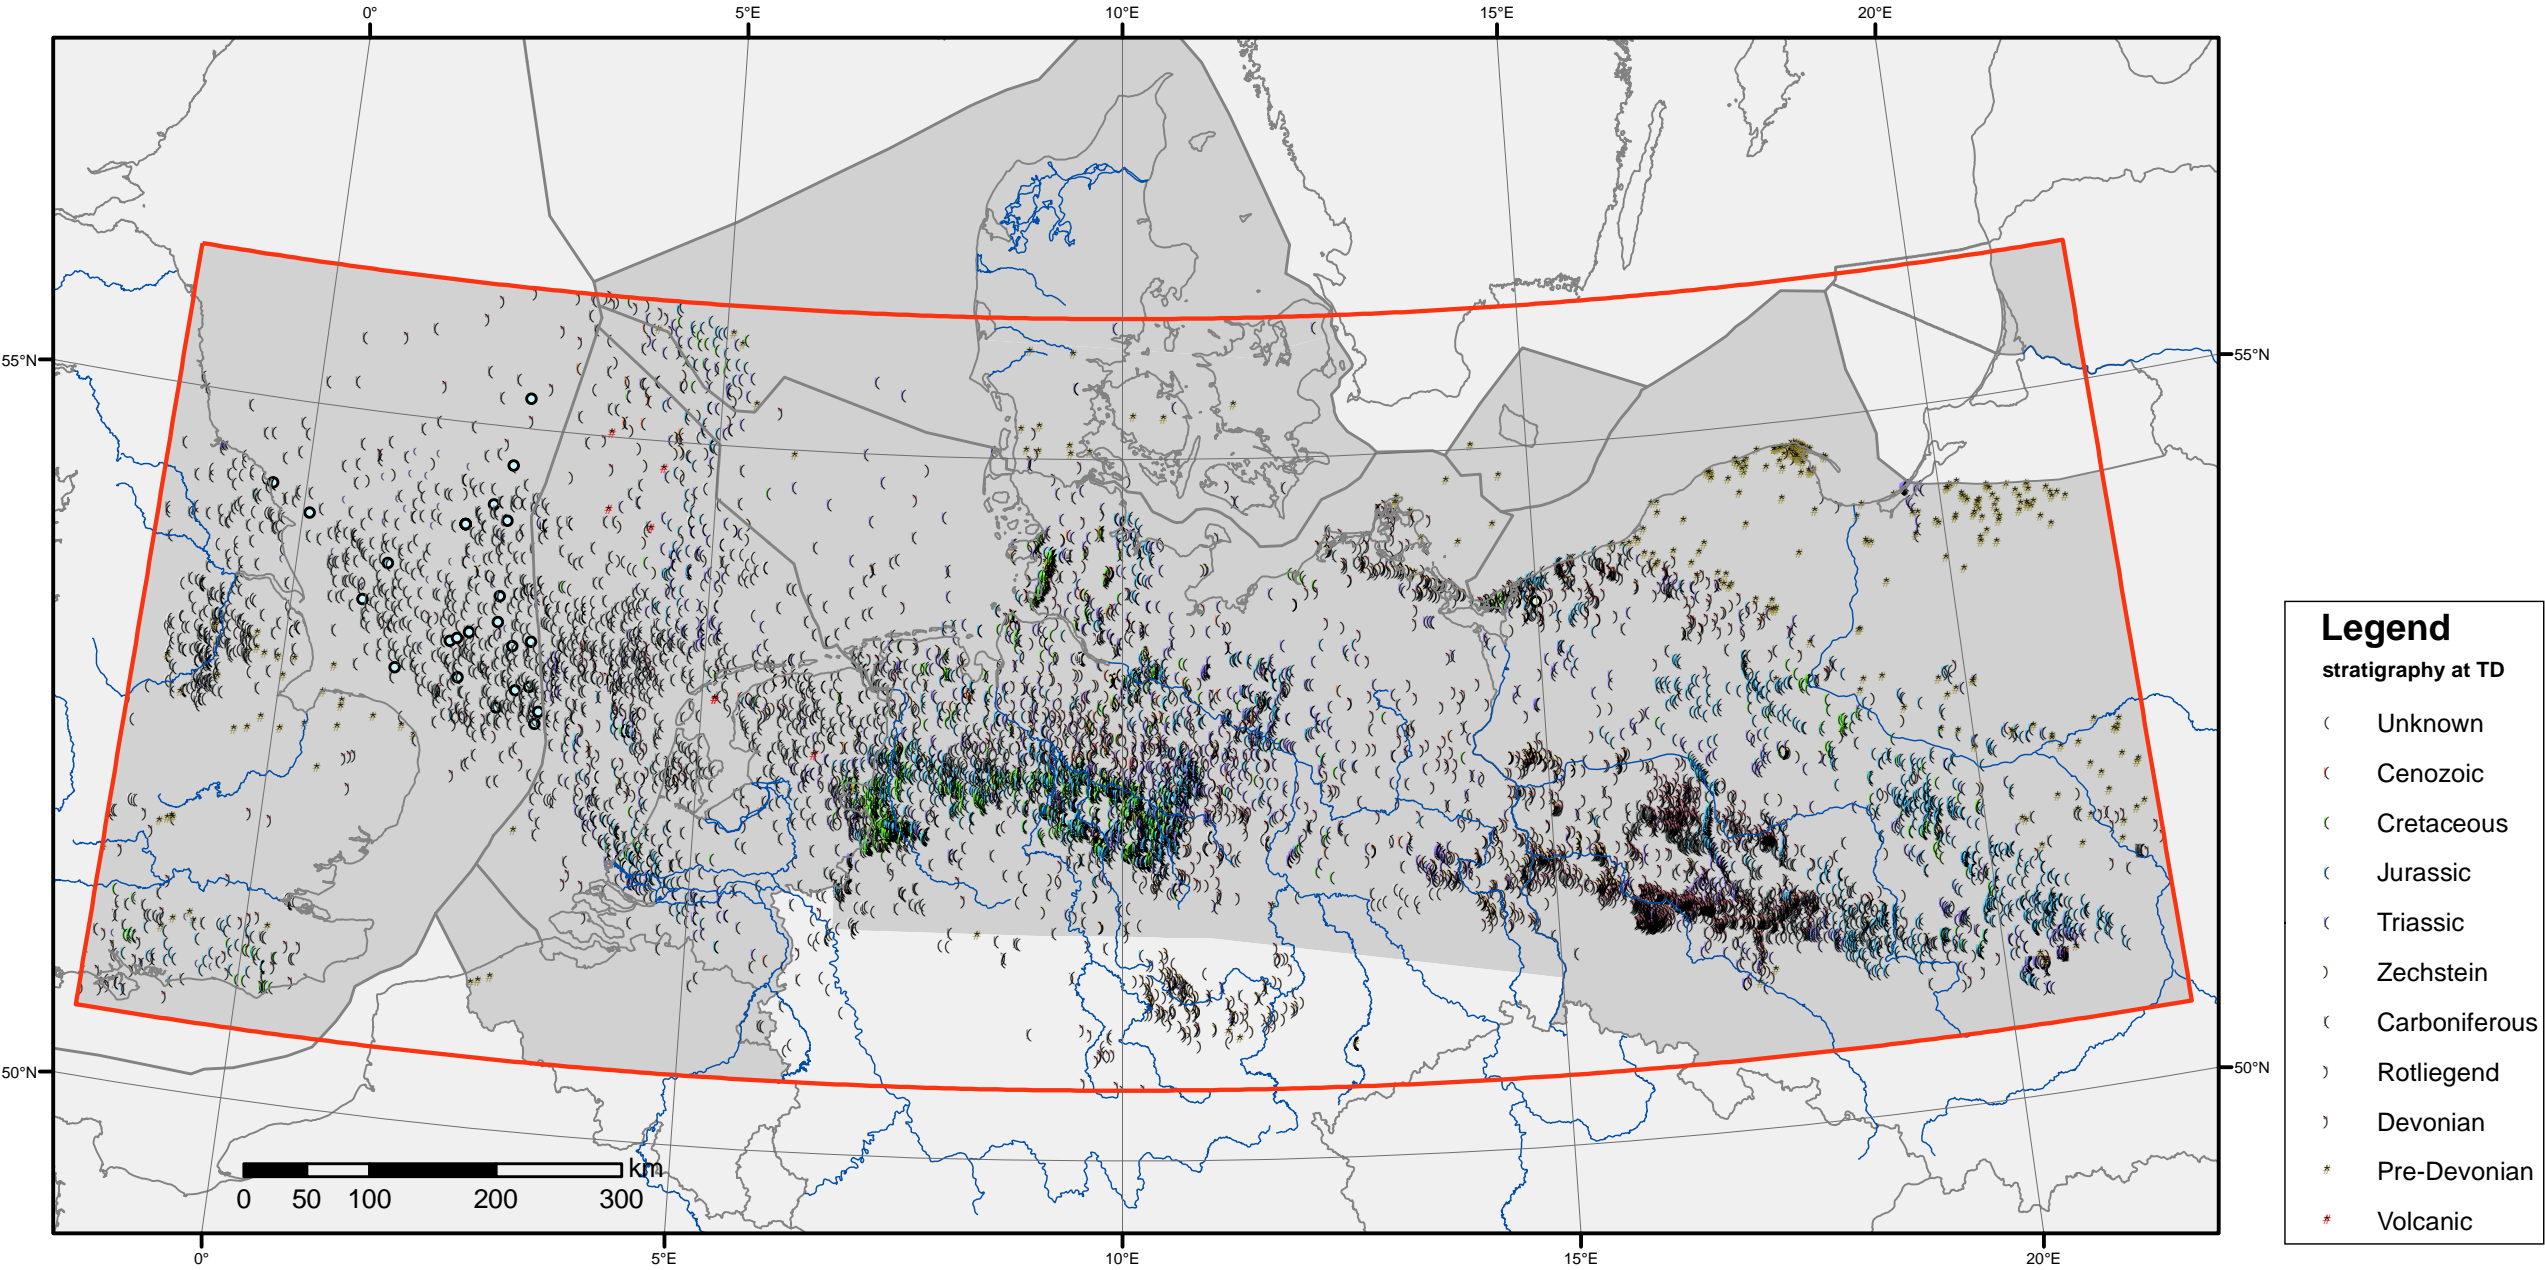 0° 5°E 10°E 15°E 20°E
55°N 55°N
50°N 50°N
km
0 50 100 200 300
0° 5°E 10°E 15°E 20°E
Legend
stratigraphy at TD
Unknown
Cenozoic
Cretaceous
Jurassic
Triassic
Zechstein
Carboniferous
Rotliegend
Devonian
Pre-Devonian
Volcanic